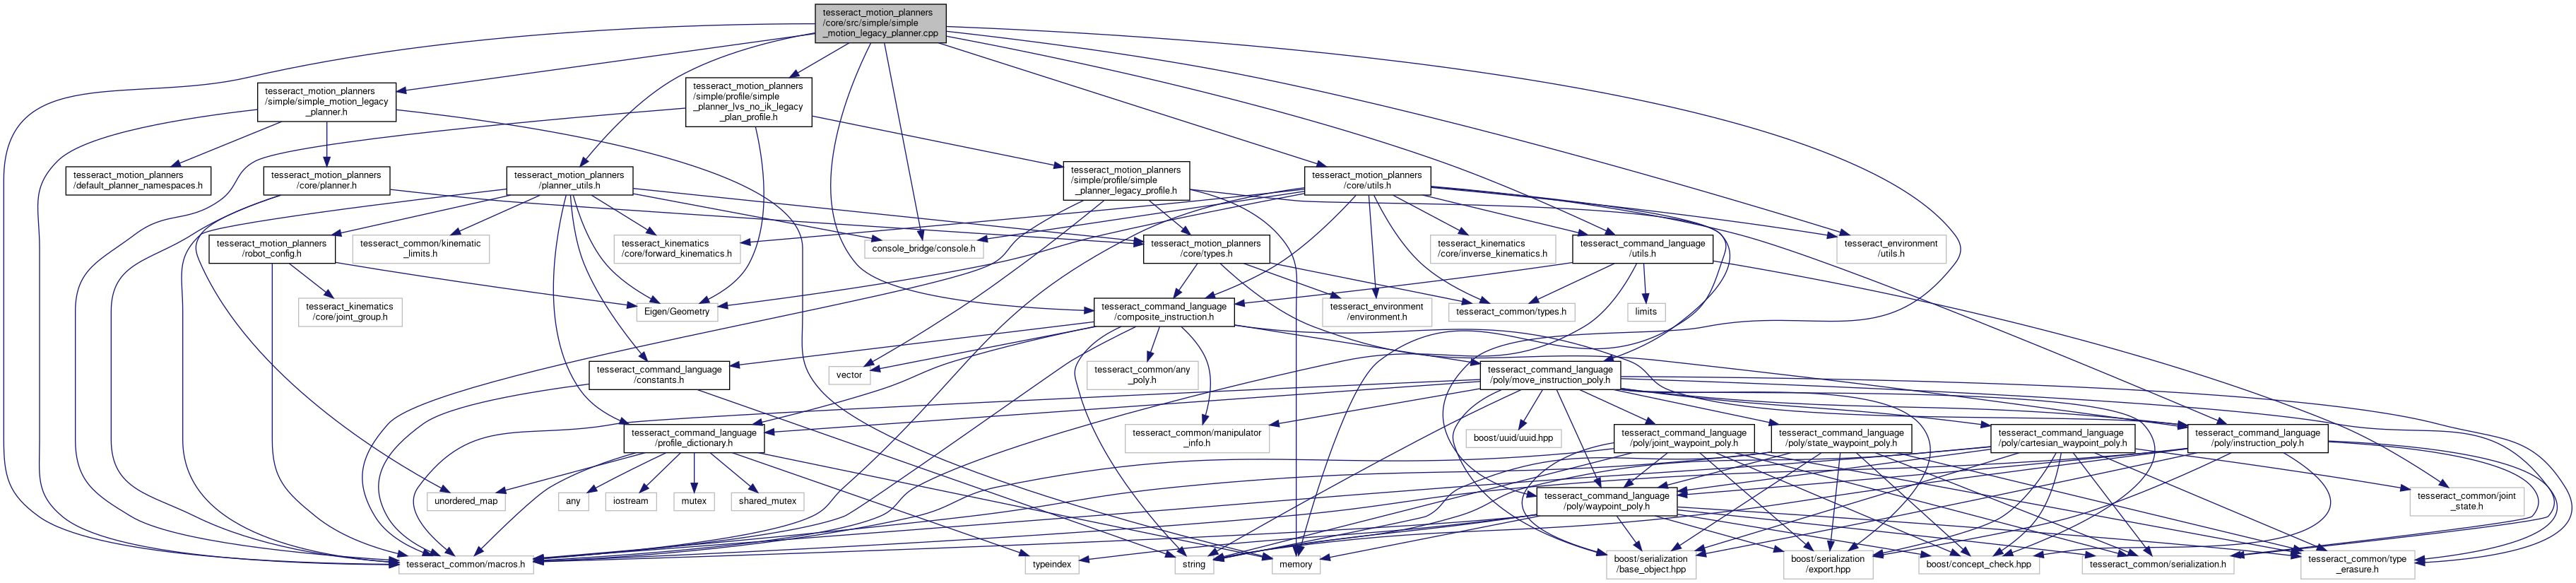 tesseract_motion_planners
/core/src/simple/simple
_motion_legacy_planner.cpp
tesseract_motion_planners
/simple/simple_motion_legacy
_planner.h
tesseract_motion_planners
/simple/profile/simple
_planner_lvs_no_ik_legacy
_plan_profile.h
tesseract_motion_planners
/default_planner_namespaces.h
tesseract_motion_planners
/core/planner.h
tesseract_motion_planners
/planner_utils.h
tesseract_motion_planners
/simple/profile/simple
_planner_legacy_profile.h
tesseract_motion_planners
/core/utils.h
tesseract_motion_planners
/robot_config.h
tesseract_common/kinematic
_limits.h
tesseract_kinematics
/core/forward_kinematics.h
console_bridge/console.h
tesseract_motion_planners
/core/types.h
tesseract_kinematics
/core/inverse_kinematics.h
tesseract_command_language
/utils.h
tesseract_environment
/utils.h
tesseract_kinematics
/core/joint_group.h
Eigen/Geometry
tesseract_command_language
/composite_instruction.h
tesseract_environment
/environment.h
tesseract_common/types.h
limits
tesseract_command_language
/constants.h
vector
tesseract_common/any
_poly.h
tesseract_command_language
/poly/move_instruction_poly.h
tesseract_command_language
/profile_dictionary.h
tesseract_common/manipulator
_info.h
boost/uuid/uuid.hpp
tesseract_command_language
/poly/joint_waypoint_poly.h
tesseract_command_language
/poly/state_waypoint_poly.h
tesseract_command_language
/poly/cartesian_waypoint_poly.h
tesseract_command_language
/poly/instruction_poly.h
unordered_map
any
iostream
mutex
shared_mutex
tesseract_command_language
/poly/waypoint_poly.h
tesseract_common/joint
_state.h
tesseract_common/macros.h
typeindex
string
memory
boost/serialization
/base_object.hpp
boost/serialization
/export.hpp
boost/concept_check.hpp
tesseract_common/serialization.h
tesseract_common/type
_erasure.h